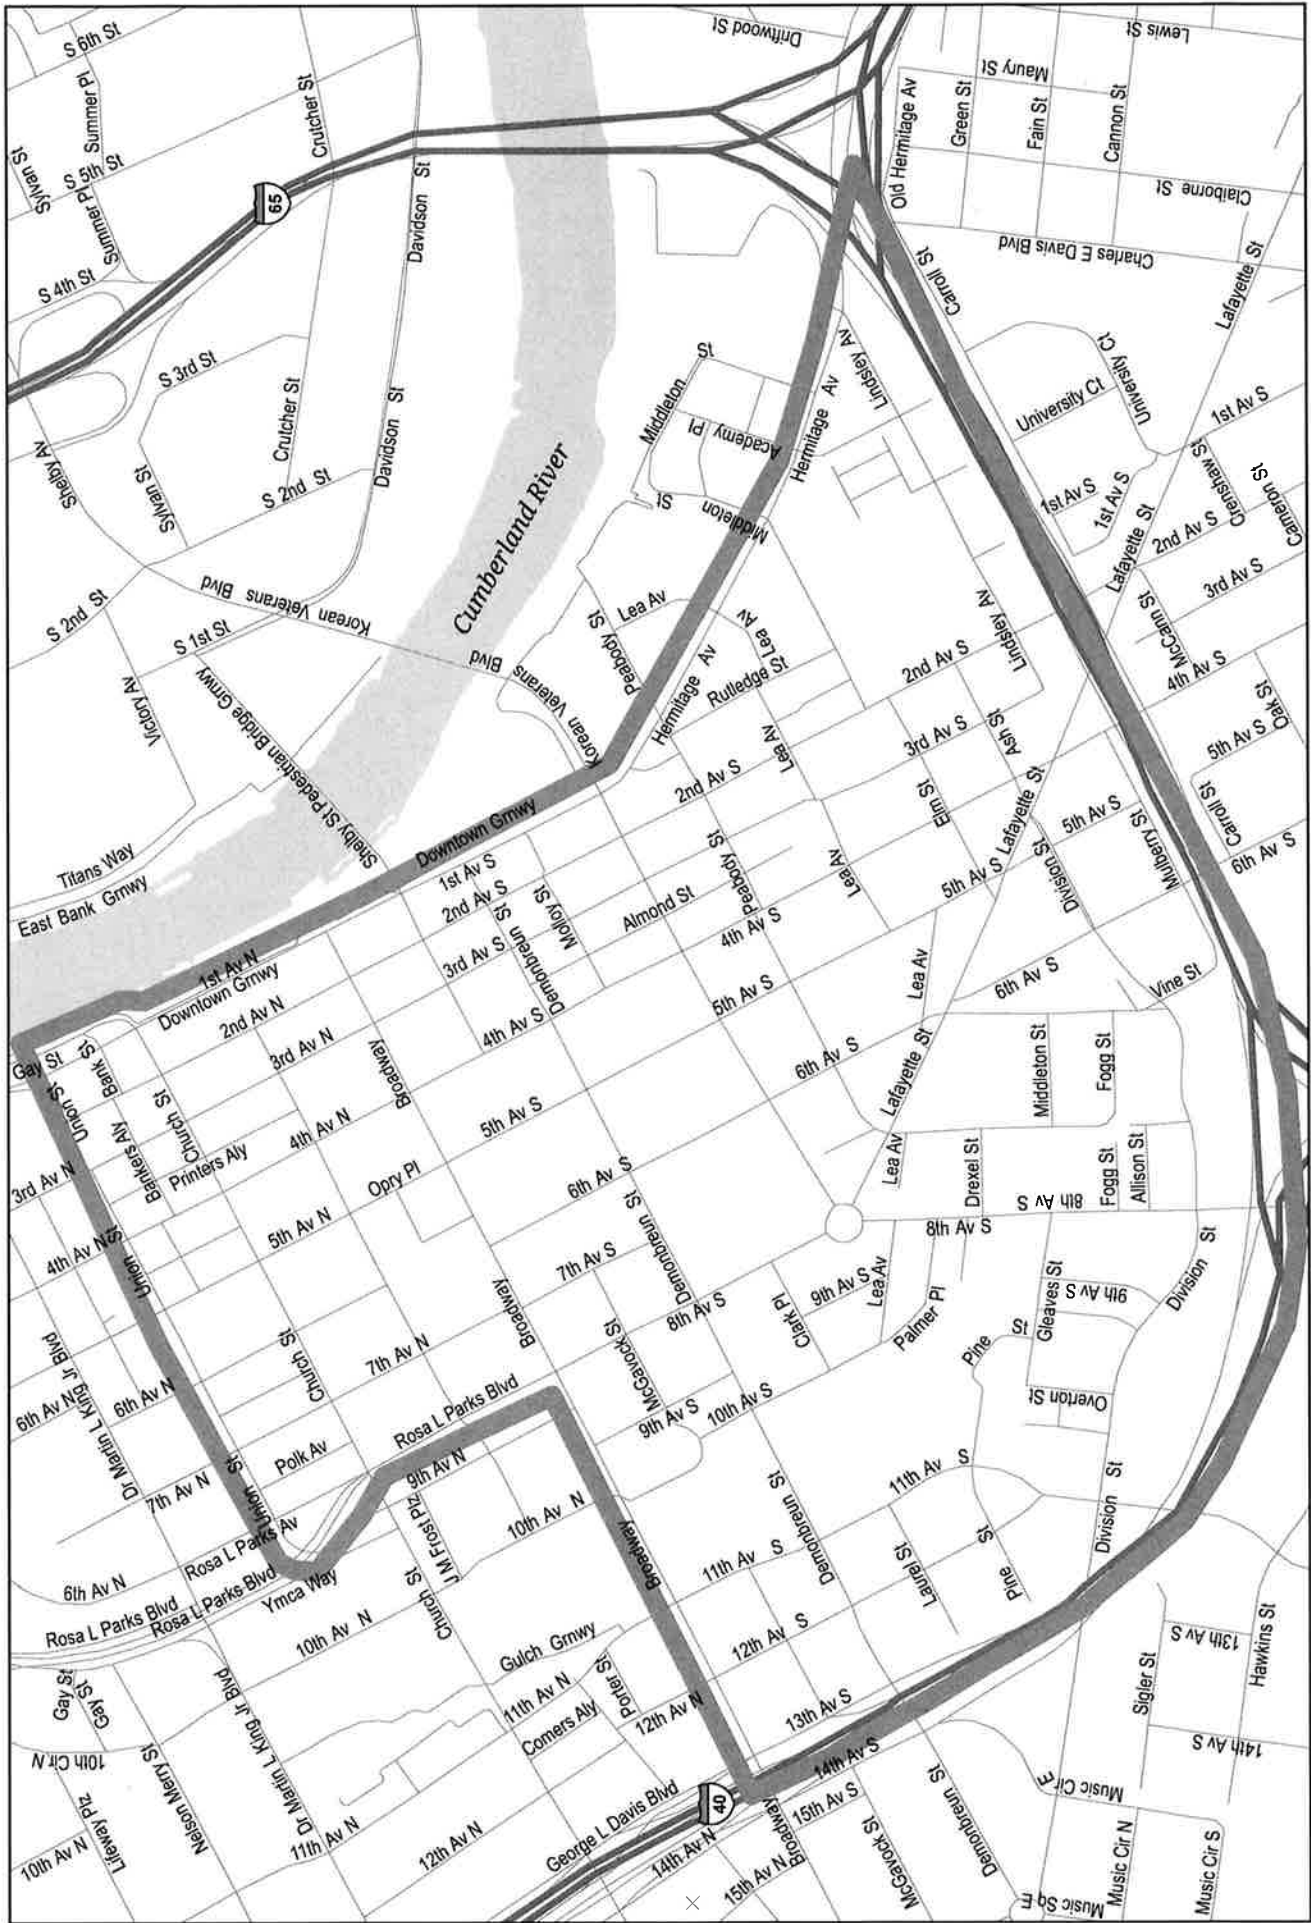 S 6th St
Summer Pl
Sylvan St
S 5th St
Summer Pl
S 4th St
Crutcher St
65
Davidson St
Driftwood St
Lewis St
Maury St
Old Hermitage Av
Green St
Fain St
Cannon St
Claiborne St
Charles E Davis Blvd
Carroll St
Lafayette St
S 3rd St
Crutcher St
Davidson St
Shelby Av
Sylvan St
S 2nd St
Cumberland River
Middleton St
Academy Pl
Hermitage Av
Lindsley Av
University Ct
University Ct
1st Av S
Crenshaw St
Cameron St
1st Av S
1st Av S
Lafayette St
2nd Av S
3rd Av S
McCann St
4th Av S
Oak St
5th Av S
Carroll St
6th Av S
Middleton St
Korean Veterans Blvd
Korean Veterans Blvd
S 2nd St
S 1st St
Victory Av
Shelby St Pedestrian Bridge Grnwy
Peabody St
Lea Av
Lea Av
Rutledge St
Hermitage Av
Lindsley Av
2nd Av S
Ash St
3rd Av S
Elm St
Lafayette St
Lea Av
2nd Av S
Korean
Titans Way
East Bank Grnwy
Downtown Grnwy
1st Av S
2nd Av S
3rd Av S
Demonbreun St
Molloy St
Almond St
Peabody St
4th Av S
Lea Av
5th Av S
Division St
5th Av S
Mulberry St
1st Av N
Downtown Grnwy
2nd Av N
3rd Av N
Broadway
4th Av S
5th Av S
6th Av S
Lea Av
6th Av S
Vine St
Gay St
Bank St
Union St
Bankers Aly
Church St
Printers Aly
4th Av N
5th Av S
Lafayette St
Middleton St
Fogg St
3rd Av N
4th Av N
Union St
5th Av N
Opry Pl
6th Av S
Demonbreun St
Lea Av
Drexel St
Fogg St
Allison St
8th Av S
8th Av S
7th Av S
Broadway
8th Av S
Clark Pl
9th Av S
Lea Av
Palmer Pl
Gleaves St
9th Av S
Division St
Dr Martin L King Jr Blvd
6th Av N
6th Av N
Church St
7th Av N
Rosa L Parks Blvd
McGavock St
9th Av S
10th Av S
Pine St
Overton St
7th Av N
Union St
Polk Av
9th Av N
J M Frost Plz
10th Av N
Broadway
Demonbreun St
11th Av S
11th Av S
Laurel St
Pine St
Division St
6th Av N
Rosa L Parks Av
Rosa L Parks Blvd
Rosa L Parks Blvd
Ymca Way
Church St
10th Av N
Gulch Grnwy
12th Av S
13th Av S
Hawkins St
Sigler St
14th Av S
Gay St
Gay St
10th Cir N
Nelson Merry St
Dr Martin L King Jr Blvd
11th Av N
Porter St
Comers Aly
12th Av N
13th Av S
14th Av S
15th Av S
Broadway
McGavock St
Demonbreun St
Music Cir E
Music Cir N
Music Cir S
Music Sq E
10th Av N
Lifeway Plz
11th Av N
12th Av N
George L Davis Blvd
40
14th Av N
15th Av N